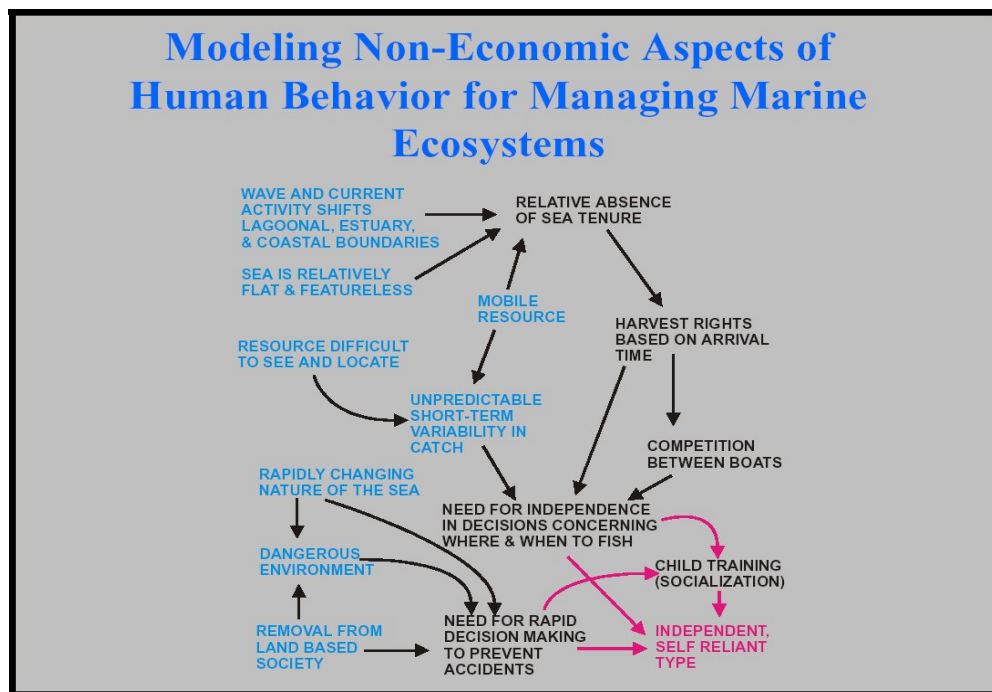 Modeling Non-Economic Aspects of
Human Behavior for Managing Marine
Ecosystems
WAVE AND CURRENT
ACTIVITY SHIFTS
LAGOONAL, ESTUARY,
& COASTAL BOUNDARIES
RELATIVE ABSENCE
OF SEA TENURE
SEA IS RELATIVELY
FLAT & FEATURELESS
MOBILE
RESOURCE
HARVEST RIGHTS
BASED ON ARRIVAL
TIME
RESOURCE DIFFICULT
TO SEE AND LOCATE
UNPREDICTABLE
SHORT-TERM
VARIABILITY IN
CATCH
COMPETITION
BETWEEN BOATS
RAPIDLY CHANGING
NATURE OF THE SEA
NEED FOR INDEPENDENCE
IN DECISIONS CONCERNING
WHERE & WHEN TO FISH
DANGEROUS
ENVIRONMENT
CHILD TRAINING
(SOCIALIZATION)
REMOVAL FROM
LAND BASED
SOCIETY
NEED FOR RAPID
DECISION MAKING
TO PREVENT
ACCIDENTS
INDEPENDENT,
SELF RELIANT
TYPE